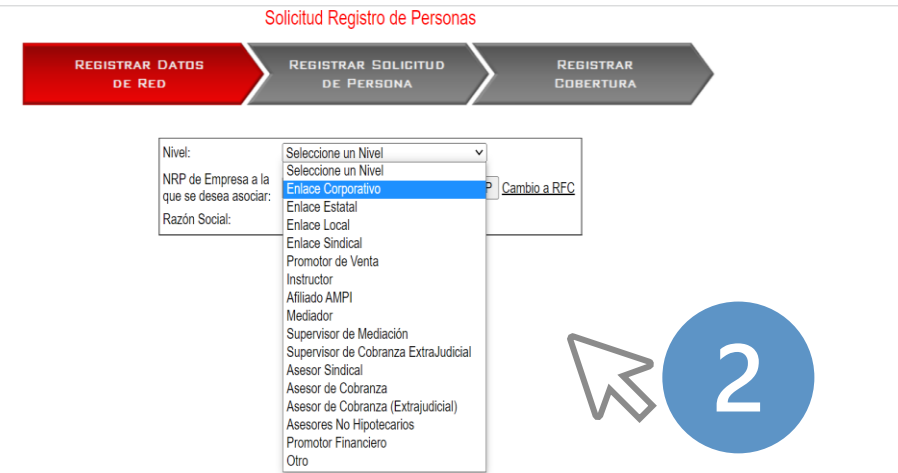 Solicitud Registro de Personas
REGISTRAR DATOS
DE RED
REGISTRAR SOLICITUD
DE PERSONA
REGISTRAR
COBERTURA
Nivel:
Seleccione un Nivel
Seleccione un Nivel
NRP de Empresa a la
que se desea asociar:
Enlace Corporativo
P Cambio a RFC
Enlace Estatal
Razón Social:
Enlace Local
Enlace Sindical
Promotor de Venta
Instructor
Afiliado AMPI
Mediador
Supervisor de Mediación
Supervisor de Cobranza ExtraJudicial
Asesor Sindical
Asesor de Cobranza
Asesor de Cobranza (Extrajudicial)
Asesores No Hipotecarios
Promotor Financiero
Otro
2